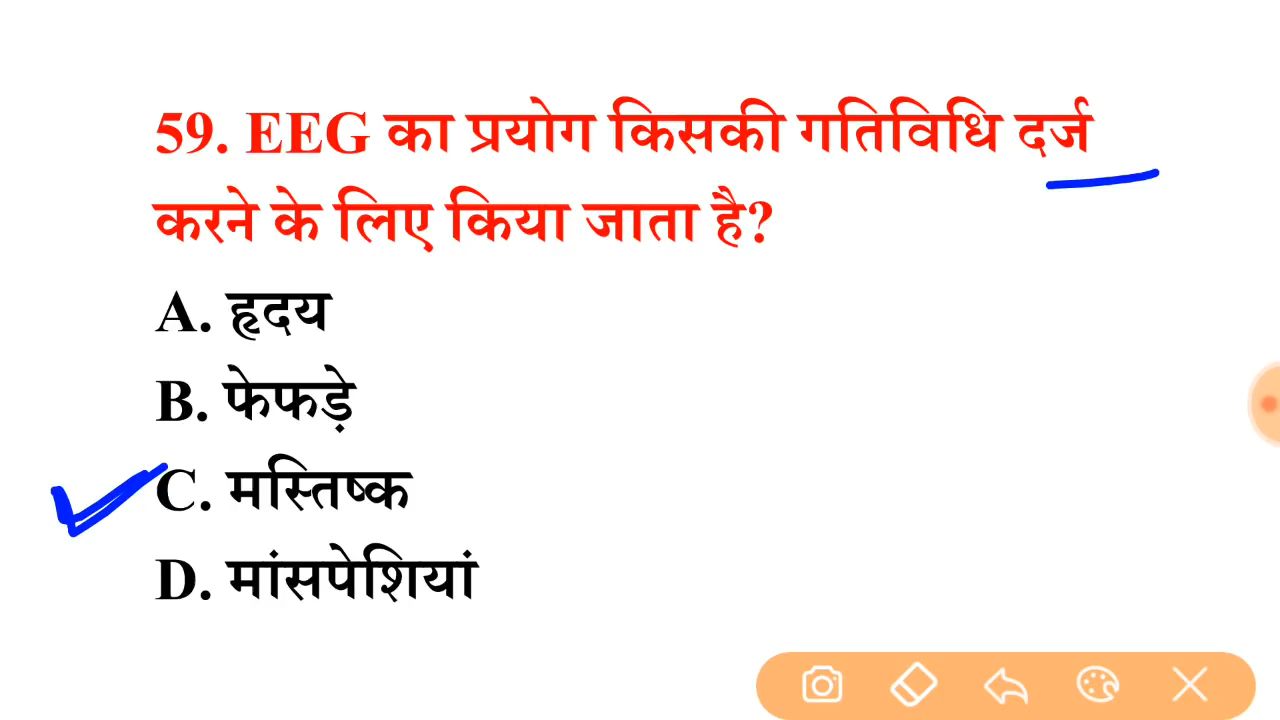 59. EEG का प्रयोग किसकी गतिविधि दर्ज
करने के लिए किया जाता है?
A. हृदय
B. फेफड़े
C. मस्तिष्क
D. मांसपेशियां